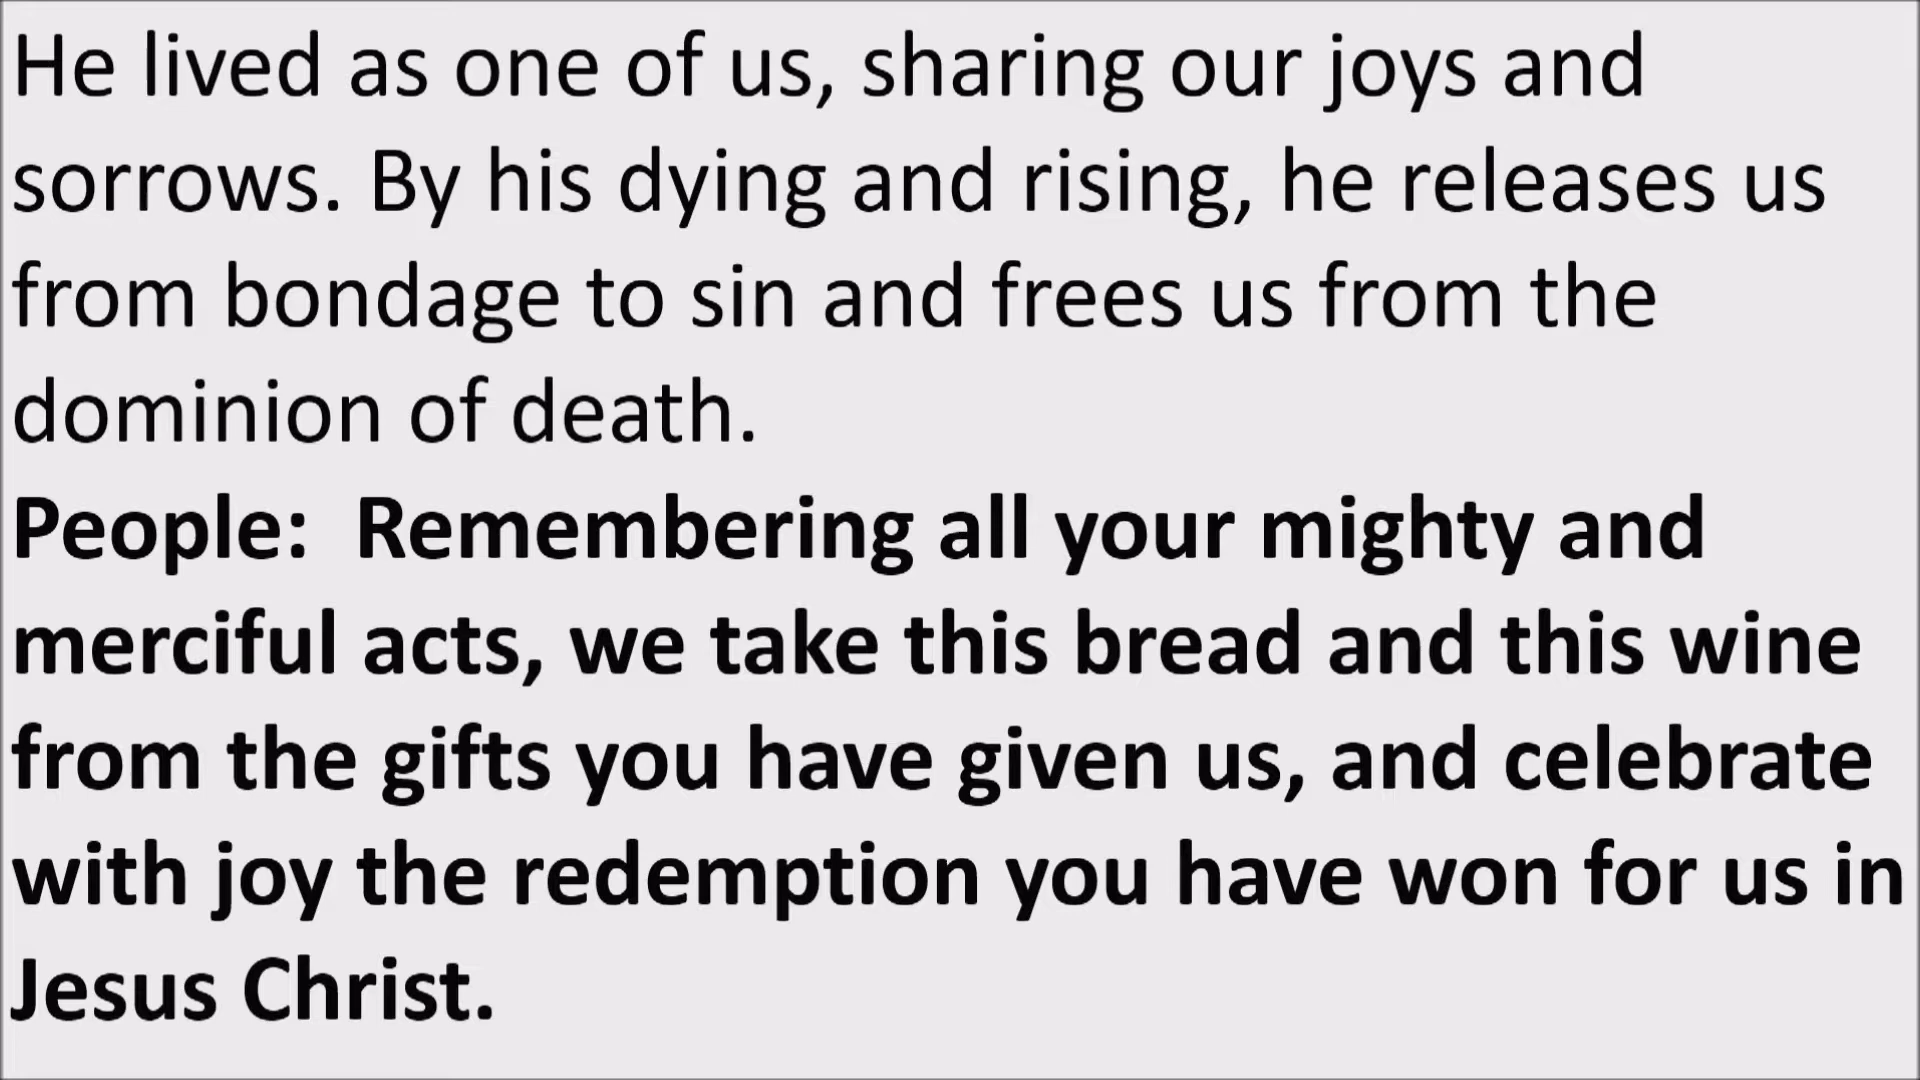 He lived as one of us, sharing our joys and
sorrows. By his dying and rising, he releases us
from bondage to sin and frees us from the
dominion of death.
People:  Remembering all your mighty and
merciful acts, we take this bread and this wine
from the gifts you have given us, and celebrate
with joy the redemption you have won for us in
Jesus Christ.